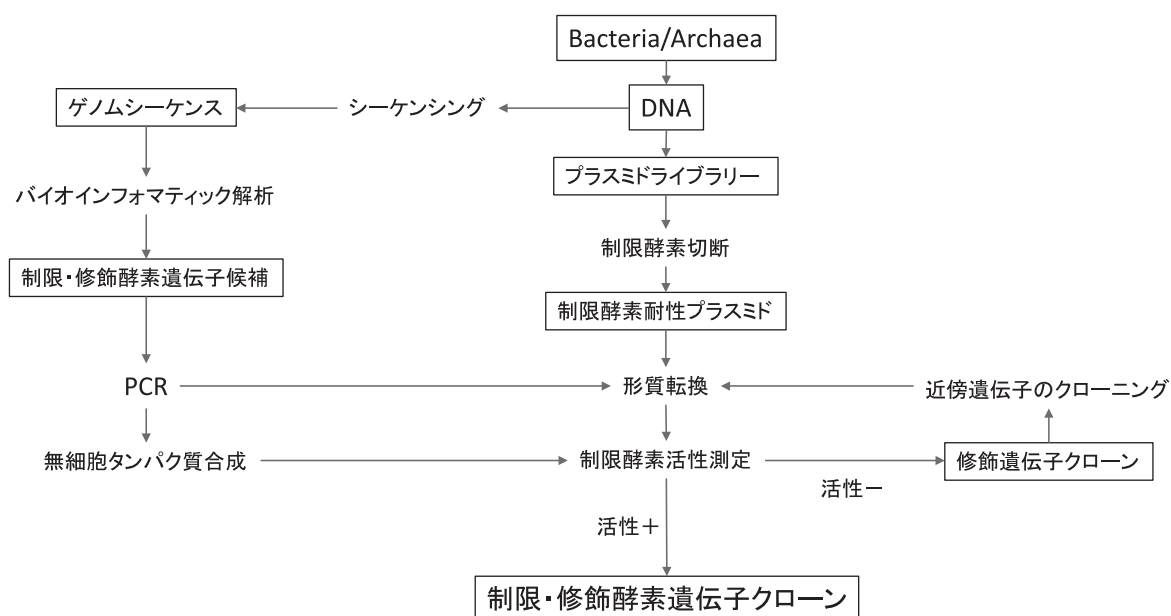 Bacteria/Archaea
ゲノムシーケンス
シーケンシング
DNA
プラスミドライブラリー
バイオインフォマティック解析
制限酵素切断
制限・修飾酵素遺伝子候補
制限酵素耐性プラスミド
PCR
形質転換
近傍遺伝子のクローニング
無細胞タンパク質合成
制限酵素活性測定
修飾遺伝子クローン
活性－
活性＋
制限・修飾酵素遺伝子クローン